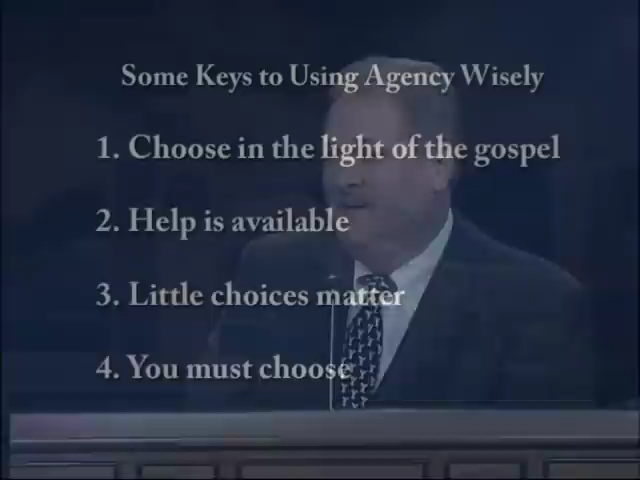 Some Keys to Using Agency Wisely
1. Choose in the light of the gospel
2. Help is available
3. Little choices matter
4. You must choose